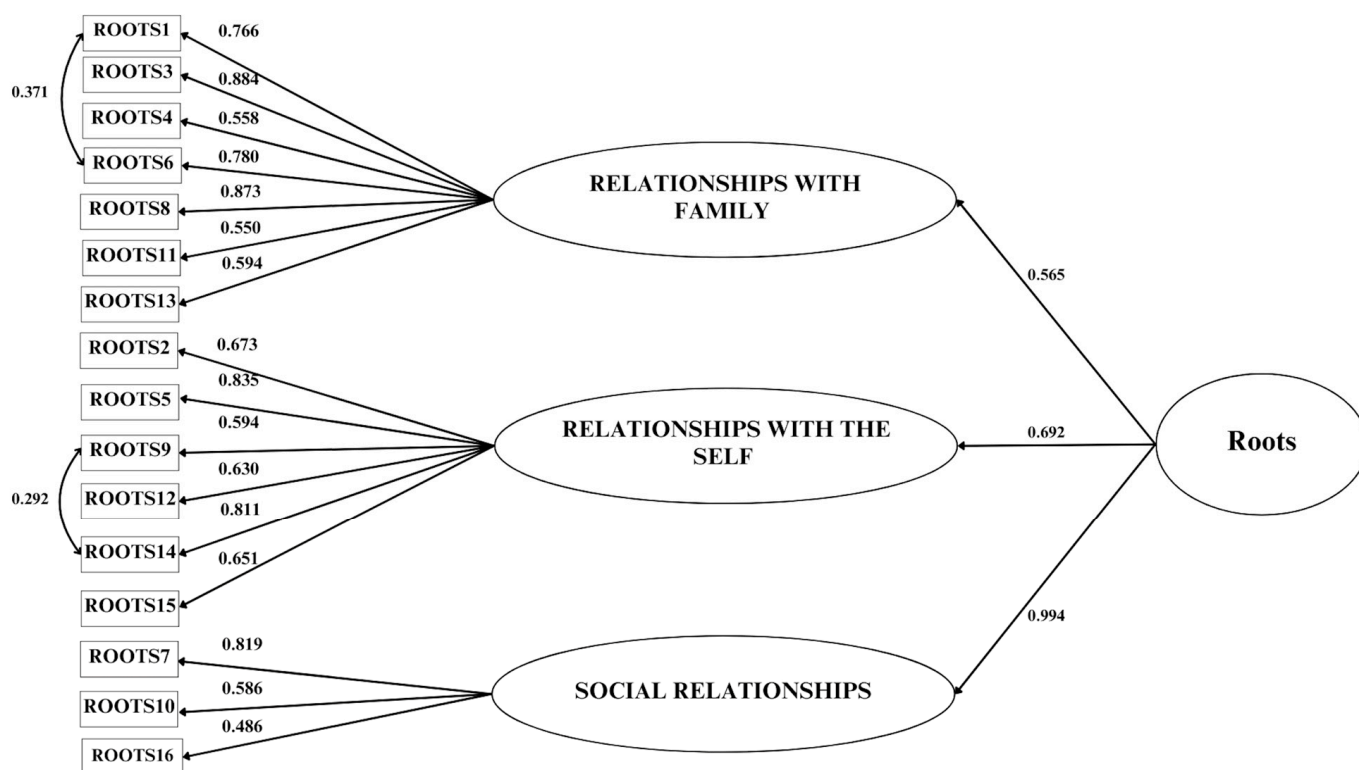 ROOTS1
0.766
ROOTS3
0.884
0.371
ROOTS4
0.558
ROOTS6
0.780
ROOTS8
0.873
ROOTS11
0.550
ROOTS13
0.594
RELATIONSHIPS WITH
FAMILY
0.565
ROOTS2
0.673
ROOTS5
0.835
ROOTS9
0.594
0.292
ROOTS12
0.630
ROOTS14
0.811
ROOTS15
0.651
RELATIONSHIPS WITH THE
SELF
0.692
Roots
ROOTS7
0.819
ROOTS10
0.586
ROOTS16
0.486
SOCIAL RELATIONSHIPS
0.994